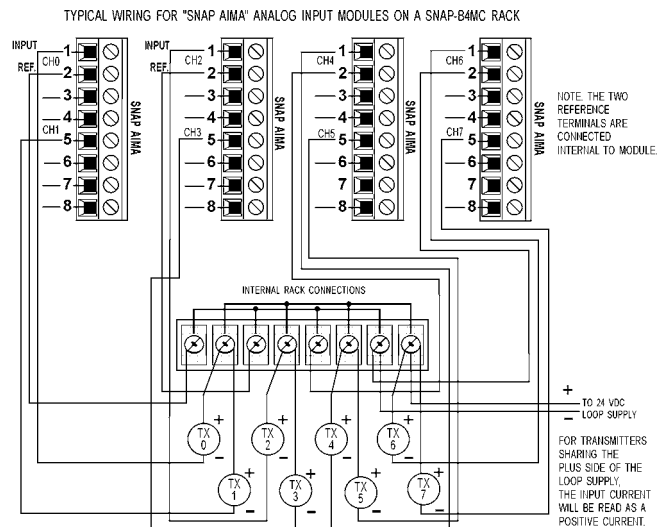 TYPICAL WIRING FOR "SNAP AIMA" ANALOG INPUT MODULES ON A SNAP-B4MC RACK
INPUT 1
CH0
REF. 2
3
4
CH1
5
6
7
8
SNAP AIMA
INPUT 1
CH2
REF. 2
3
4
CH3
5
6
7
8
SNAP AIMA
1
CH4
2
3
4
CH5
5
6
7
8
SNAP AIMA
1
CH6
2
3
4
CH7
5
6
7
8
SNAP AIMA
NOTE. THE TWO
REFERENCE
TERMINALS ARE
CONNECTED
INTERNAL TO MODULE.
INTERNAL RACK CONNECTIONS
+
TO 24 VDC
– LOOP SUPPLY
+
TX
0
–
+
TX
2
–
+
TX
4
–
+
TX
6
–
+
TX
1
–
+
TX
3
–
+
TX
5
–
+
TX
7
–
FOR TRANSMITTERS
SHARING THE
PLUS SIDE OF THE
LOOP SUPPLY,
THE INPUT CURRENT
WILL BE READ AS A
POSITIVE CURRENT.